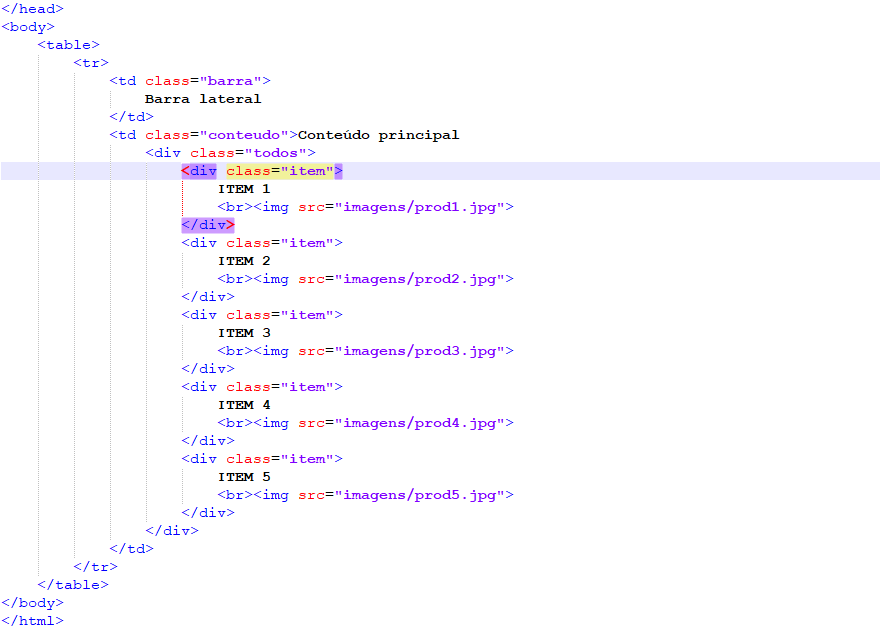 </head>
<body>
    <table>
        <tr>
            <td class="barra">
                Barra lateral
            </td>
            <td class="conteudo">Conteúdo principal
                <div class="todos">
                    <div class="item">
                        ITEM 1
                        <br><img src="imagens/prod1.jpg">
                    </div>
                    <div class="item">
                        ITEM 2
                        <br><img src="imagens/prod2.jpg">
                    </div>
                    <div class="item">
                        ITEM 3
                        <br><img src="imagens/prod3.jpg">
                    </div>
                    <div class="item">
                        ITEM 4
                        <br><img src="imagens/prod4.jpg">
                    </div>
                    <div class="item">
                        ITEM 5
                        <br><img src="imagens/prod5.jpg">
                    </div>
                </div>
            </td>
        </tr>
    </table>
</body>
</html>